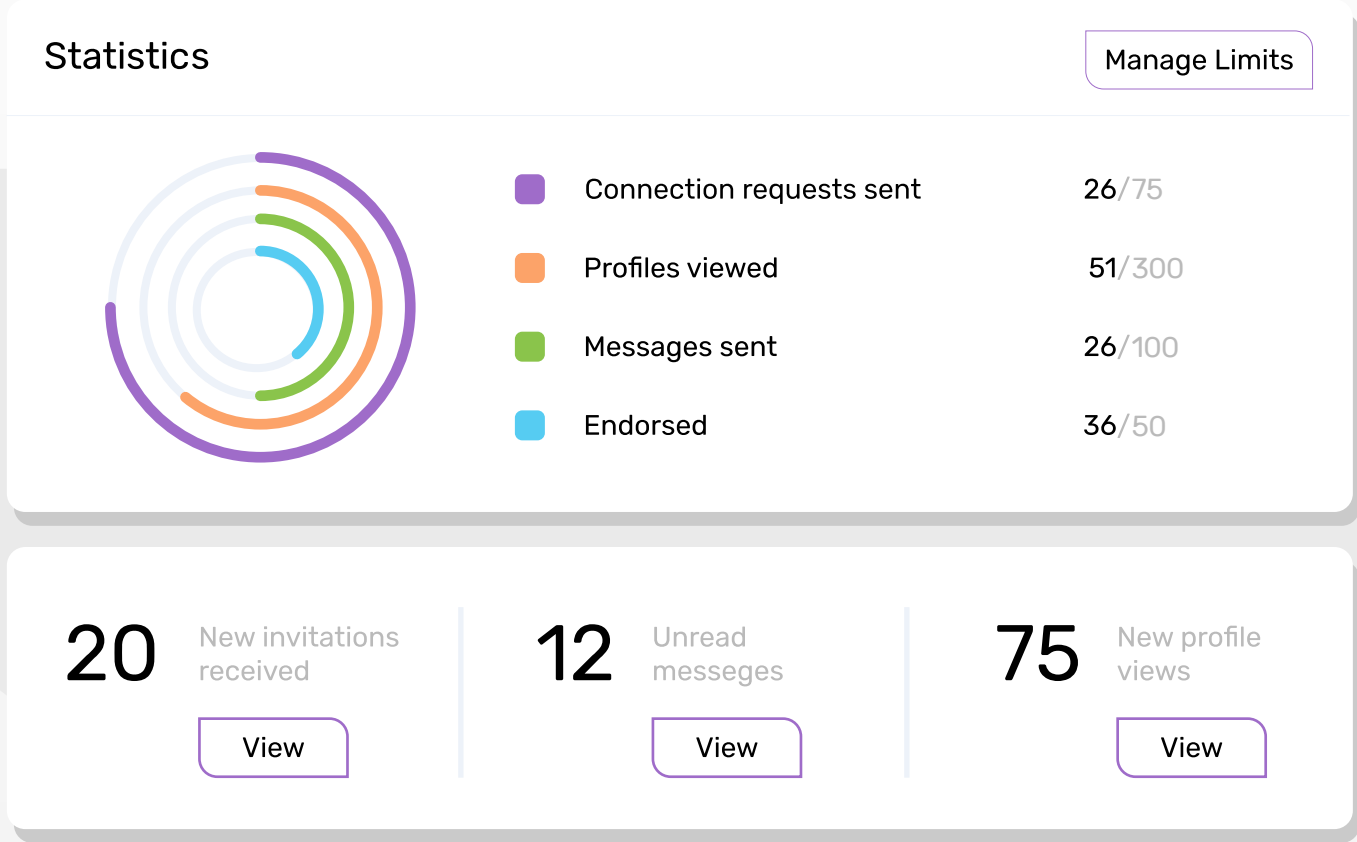 Statistics
Manage Limits
Connection requests sent 26/75
Profiles viewed 51/300
Messages sent 26/100
Endorsed 36/50
20 New invitations
received
View
12 Unread
messeges
View
75 New profile
views
View